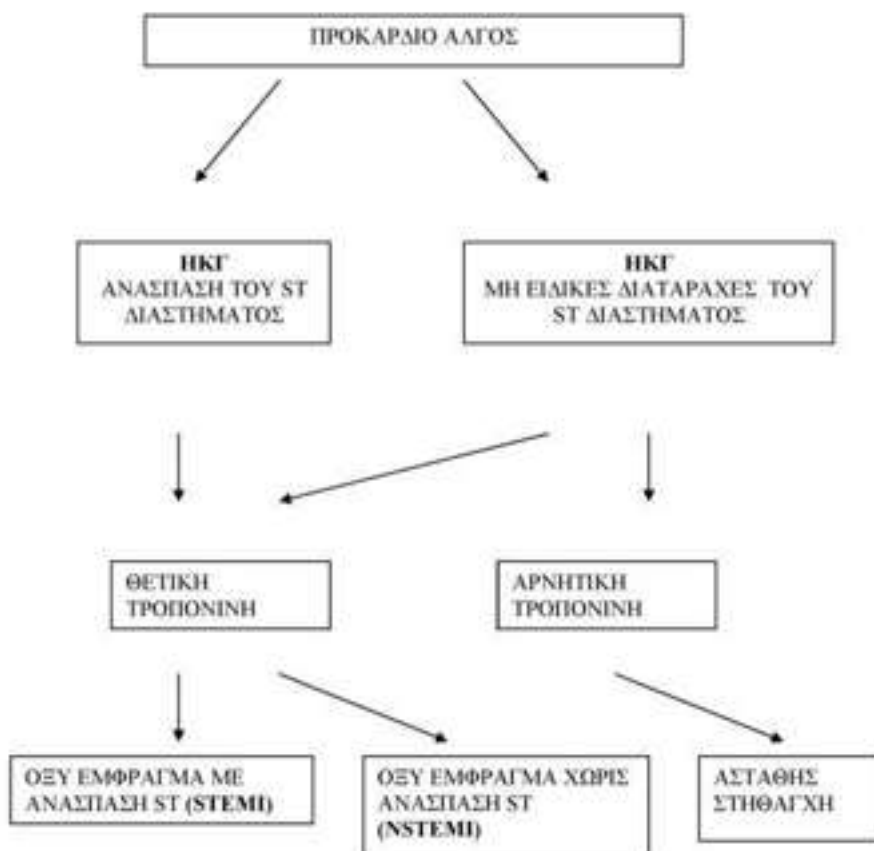 ΠΡΟΚΑΡΔΙΟ ΑΛΓΟΣ
ΗΚΓ
ΑΝΑΣΠΑΣΗ ΤΟΥ ST
ΔΙΑΣΤΗΜΑΤΟΣ
ΗΚΓ
ΜΗ ΕΙΔΙΚΕΣ ΔΙΑΤΑΡΑΧΕΣ ΤΟΥ
ST ΔΙΑΣΤΗΜΑΤΟΣ
ΘΕΤΙΚΗ
ΤΡΟΠΟΝΙΝΗ
ΑΡΝΗΤΙΚΗ
ΤΡΟΠΟΝΙΝΗ
ΟΞΥ ΕΜΦΡΑΓΜΑ ΜΕ
ΑΝΑΣΠΑΣΗ ST (STEMI)
ΟΞΥ ΕΜΦΡΑΓΜΑ ΧΩΡΙΣ
ΑΝΑΣΠΑΣΗ ST
(NSTEMI)
ΑΣΤΑΘΗΣ
ΣΤΗΘΑΓΧΗ